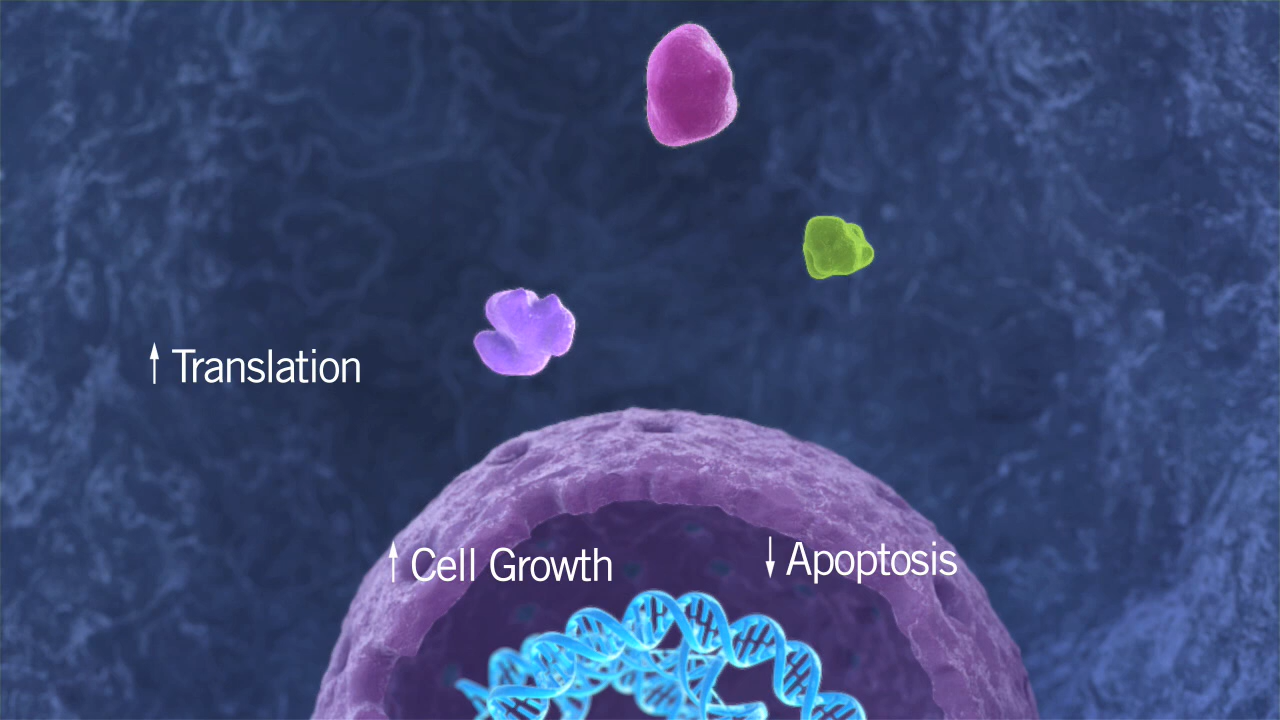 ↑ Translation
↑ Cell Growth
↓ Apoptosis